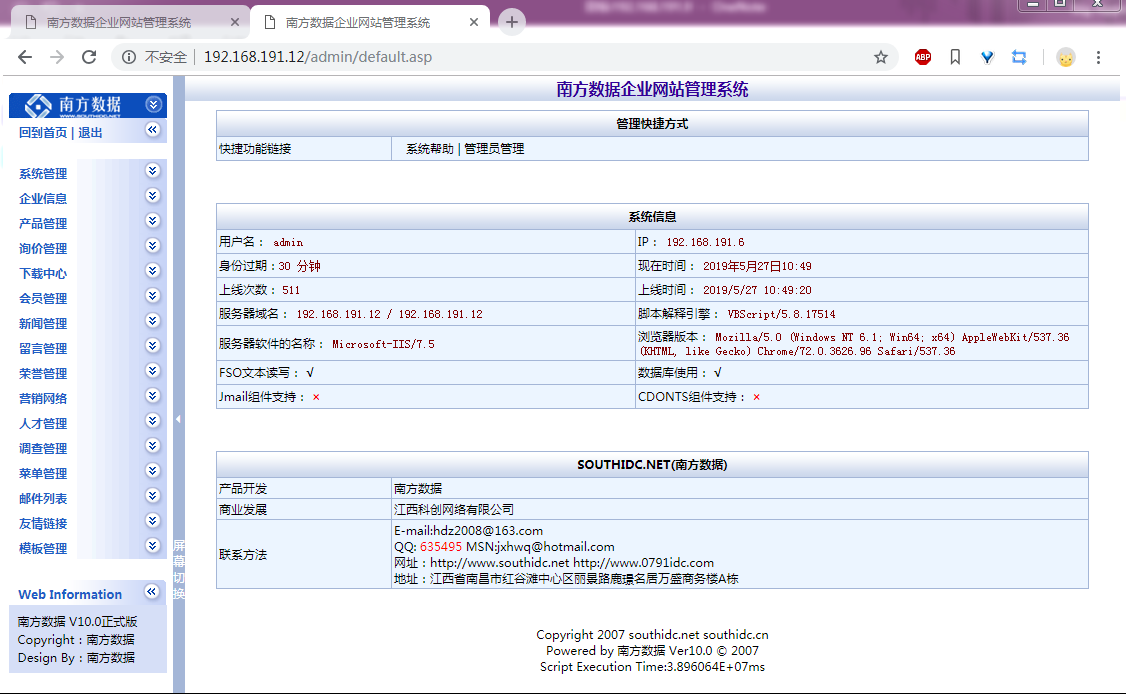 南方数据企业网站管理系统
南方数据企业网站管理系统
不安全 192.168.191.12/admin/default.asp
ABP
南方数据
WWW.SOUTHIDC.NET
回到首页 | 退出
系统管理
企业信息
产品管理
询价管理
下载中心
会员管理
新闻管理
留言管理
荣誉管理
营销网络
人才管理
调查管理
菜单管理
邮件列表
友情链接
模板管理
Web Information
南方数据 V10.0正式版
Copyright：南方数据
Design By：南方数据
屏幕切换
南方数据企业网站管理系统
管理快捷方式
快捷功能链接 系统帮助 | 管理员管理
系统信息
用户名： admin IP： 192.168.191.6
身份过期：30 分钟 现在时间： 2019年5月27日10:49
上线次数： 511 上线时间： 2019/5/27 10:49:20
服务器域名： 192.168.191.12 / 192.168.191.12 脚本解释引擎： VBScript/5.8.17514
服务器软件的名称： Microsoft-IIS/7.5 浏览器版本： Mozilla/5.0 (Windows NT 6.1; Win64; x64) AppleWebKit/537.36
(KHTML, like Gecko) Chrome/72.0.3626.96 Safari/537.36
FSO文本读写： √ 数据库使用： √
Jmail组件支持： × CDONTS组件支持： ×
SOUTHIDC.NET(南方数据)
产品开发 南方数据
商业发展 江西科创网络有限公司
联系方法 E-mail:hdz2008@163.com
QQ: 635495 MSN:jxhwq@hotmail.com
网址：http://www.southidc.net http://www.0791idc.com
地址：江西省南昌市红谷滩中心区丽景路鹿璟名居万盛商务楼A栋
Copyright 2007 southidc.net southidc.cn
Powered by 南方数据 Ver10.0 © 2007
Script Execution Time:3.896064E+07ms